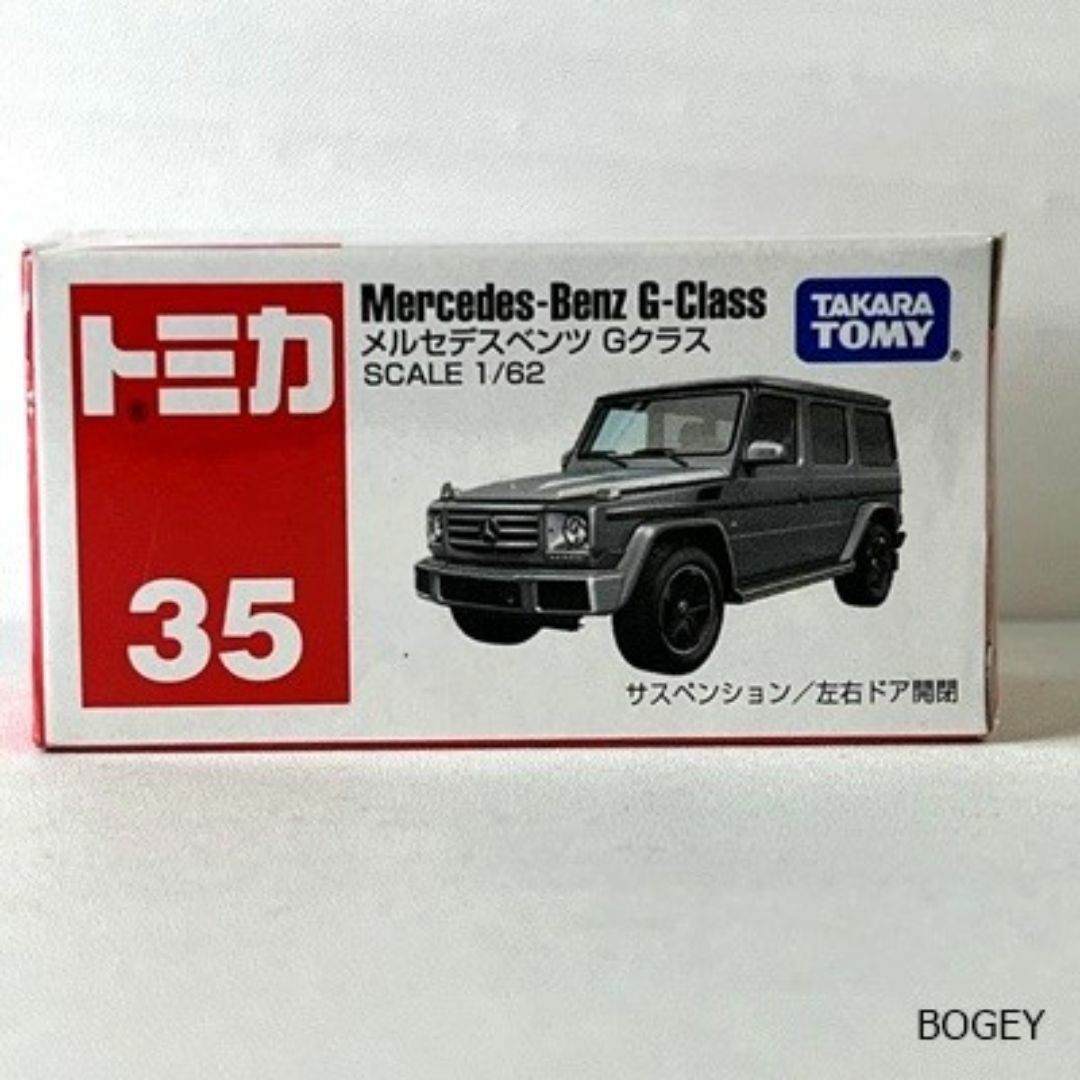 トミカ®
35
Mercedes-Benz G-Class
メルセデスベンツ Gクラス
SCALE 1/62
TAKARA
TOMY®
サスペンション/左右ドア開閉
BOGEY